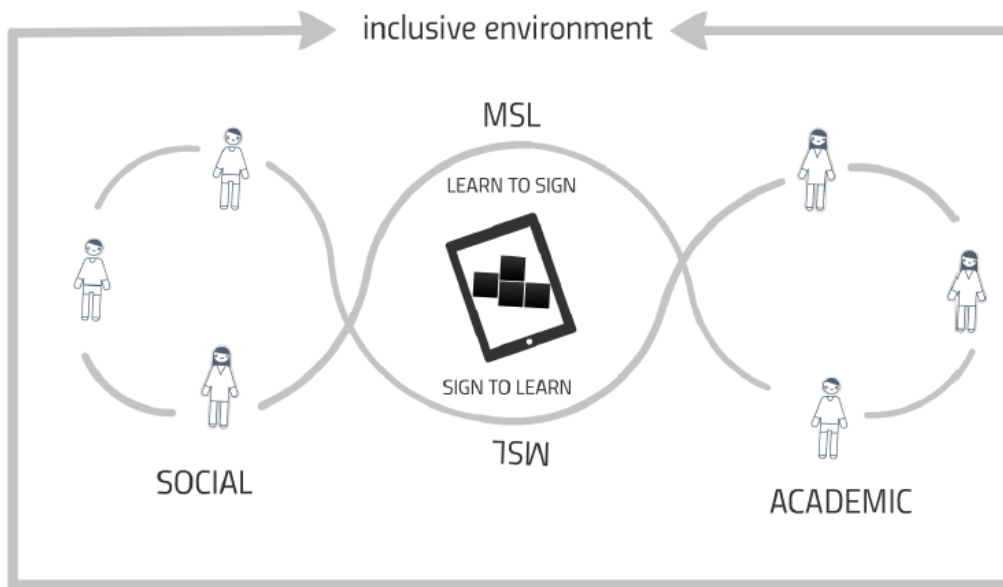 inclusive environment
MSL
LEARN TO SIGN
SIGN TO LEARN
MSL
SOCIAL
ACADEMIC